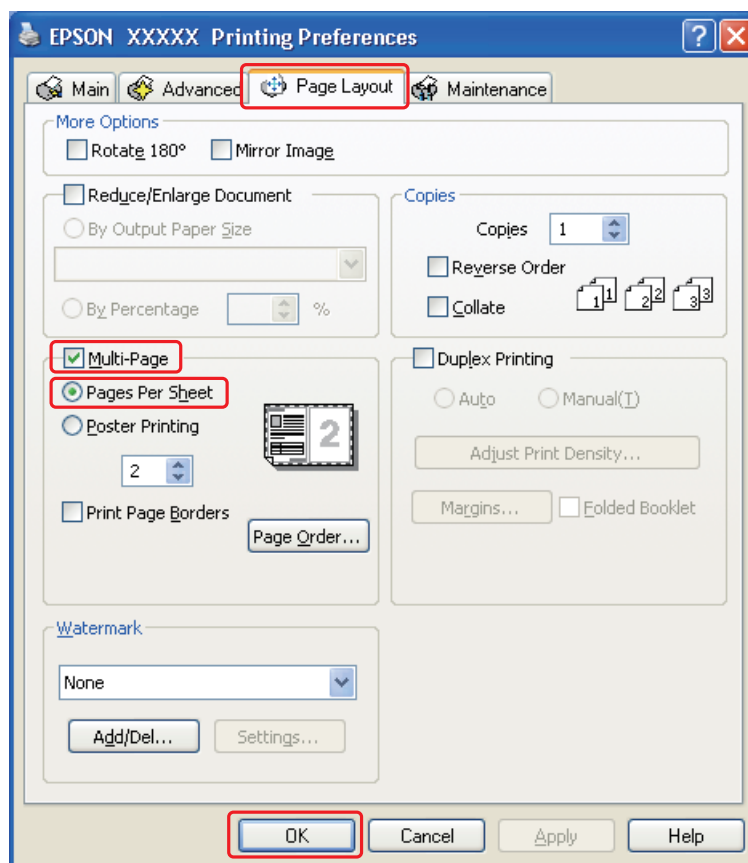 EPSON XXXXX Printing Preferences
Main
Advanced
Page Layout
Maintenance
More Options
Rotate 180°
Mirror Image
Reduce/Enlarge Document
By Output Paper Size
By Percentage
%
Copies
Copies 1
Reverse Order
Collate
1 1 2 2 3 3
Multi-Page
Pages Per Sheet
Poster Printing
2
2
Print Page Borders
Page Order...
Duplex Printing
Auto
Manual(T)
Adjust Print Density...
Margins...
Folded Booklet
Watermark
None
Add/Del...
Settings...
OK
Cancel
Apply
Help